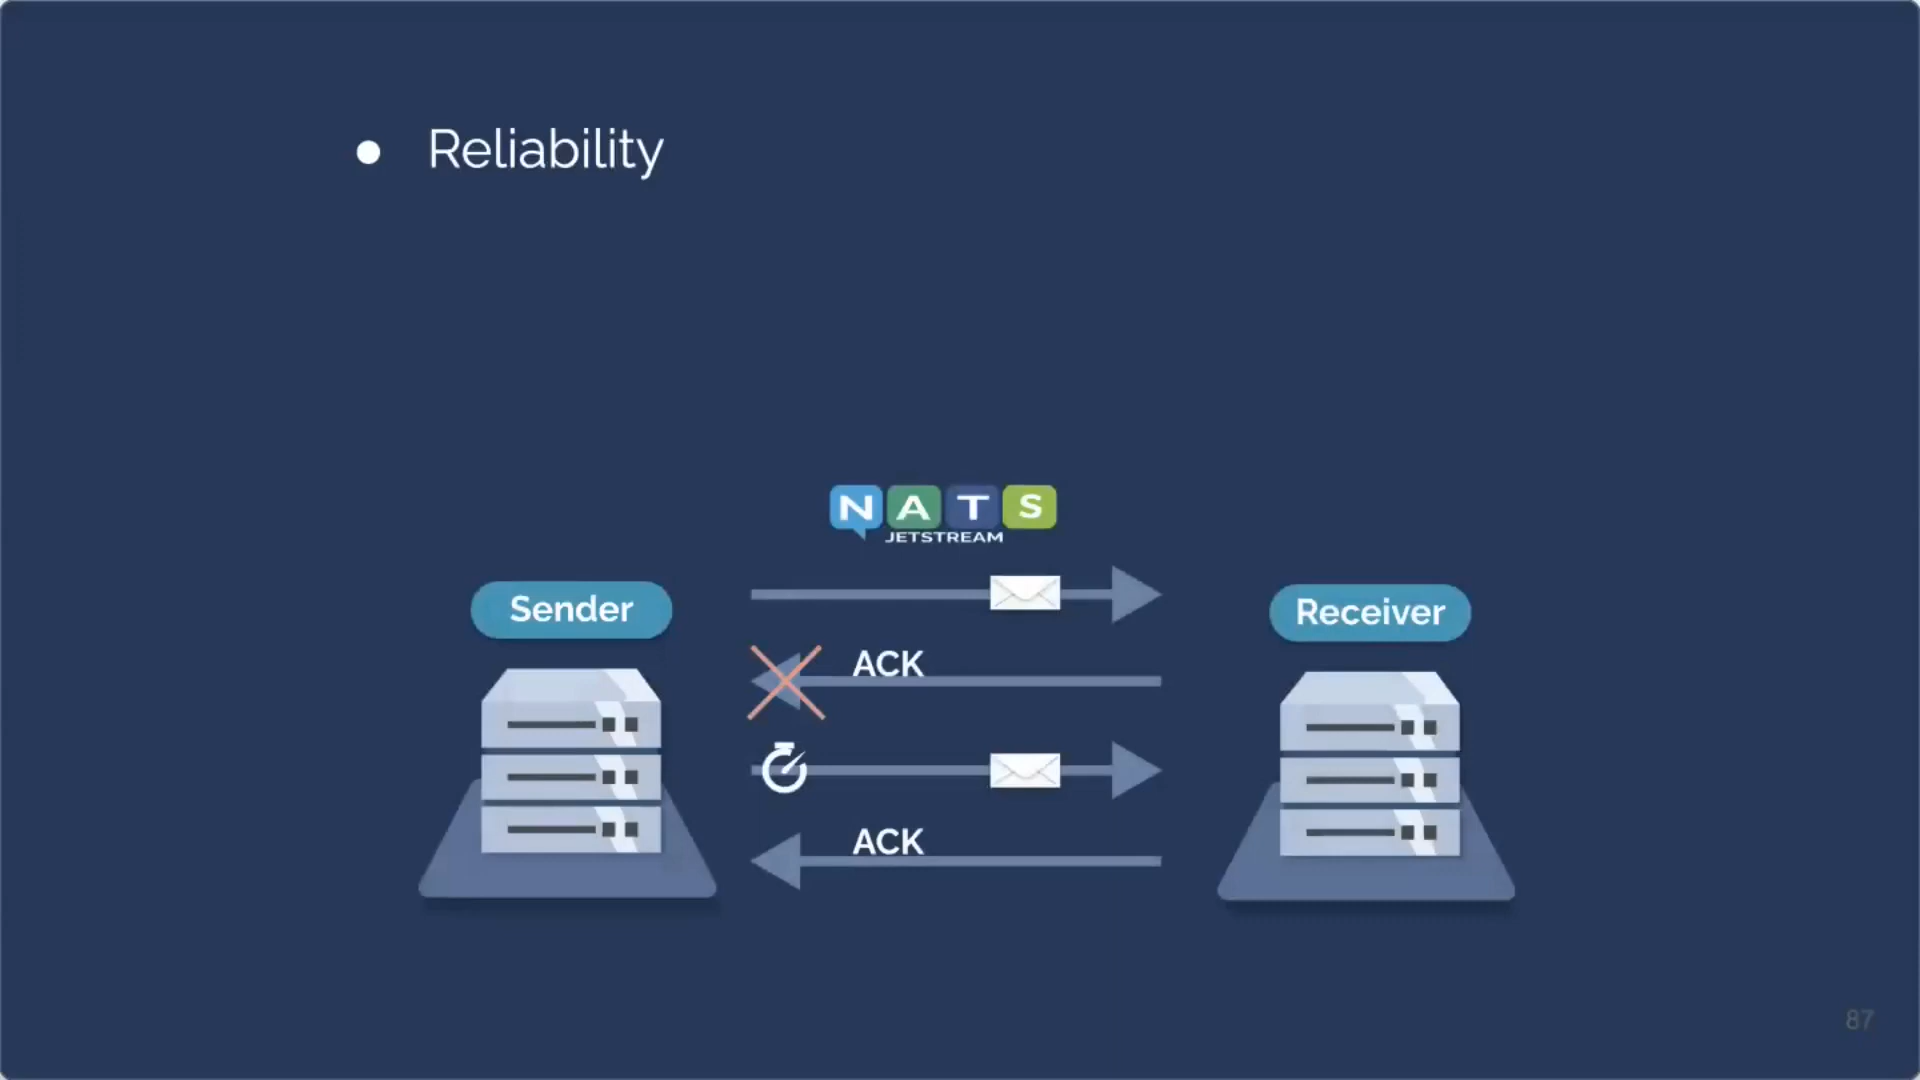 Reliability
NATS
JETSTREAM
Sender
Receiver
ACK
ACK
87